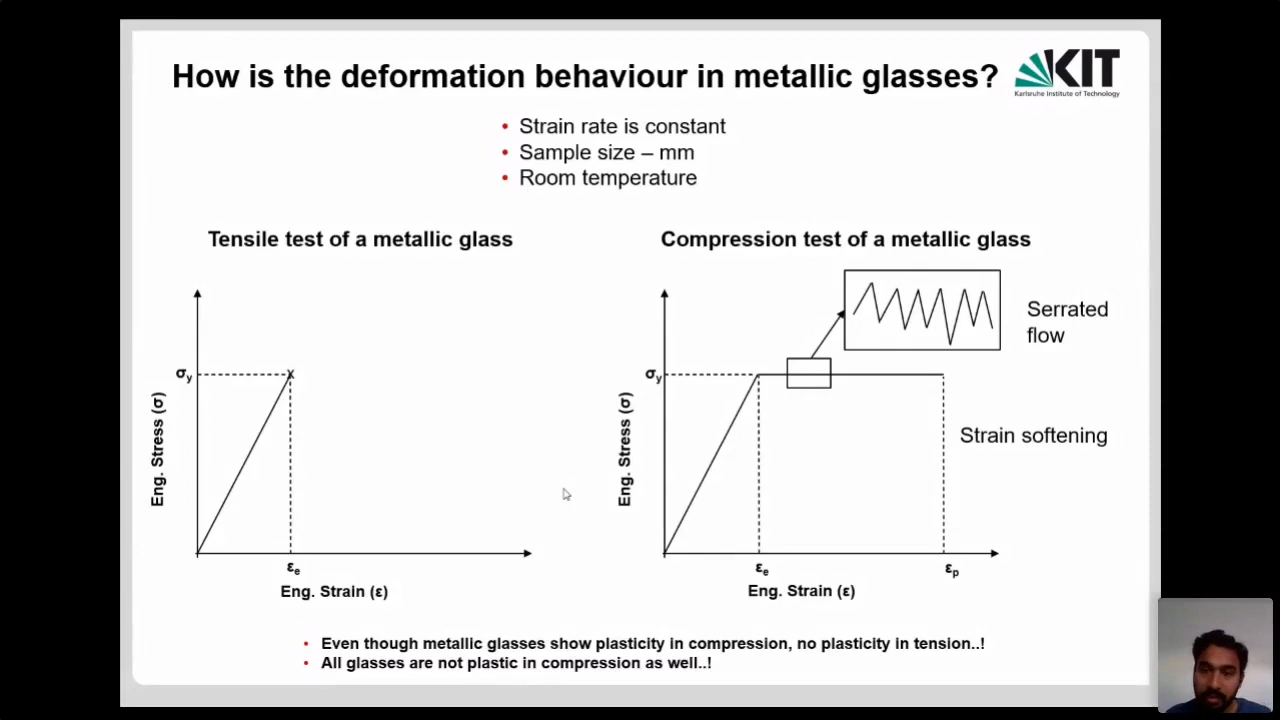 How is the deformation behaviour in metallic glasses?
KIT
Karlsruhe Institute of Technology
• Strain rate is constant
• Sample size – mm
• Room temperature
Tensile test of a metallic glass
σy
Eng. Stress (σ)
εe
Eng. Strain (ε)
Compression test of a metallic glass
Serrated
flow
σy
Eng. Stress (σ)
Strain softening
εe
εp
Eng. Strain (ε)
• Even though metallic glasses show plasticity in compression, no plasticity in tension..!
• All glasses are not plastic in compression as well..!